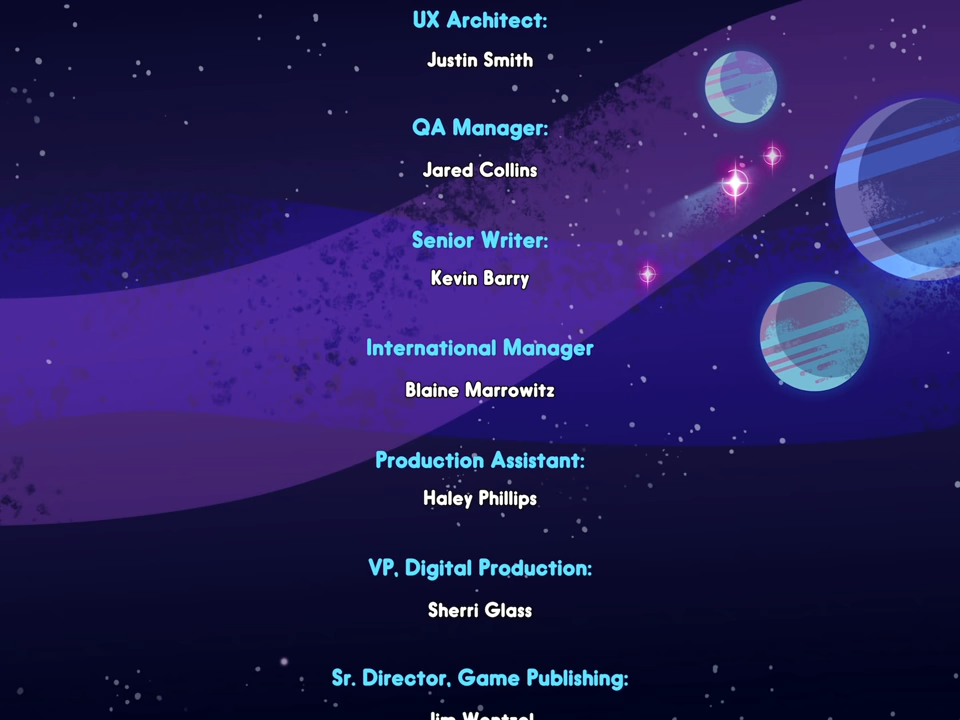 UX Architect:
Justin Smith
QA Manager:
Jared Collins
Senior Writer:
Kevin Barry
International Manager
Blaine Marrowitz
Production Assistant:
Haley Phillips
VP, Digital Production:
Sherri Glass
Sr. Director, Game Publishing:
Jim